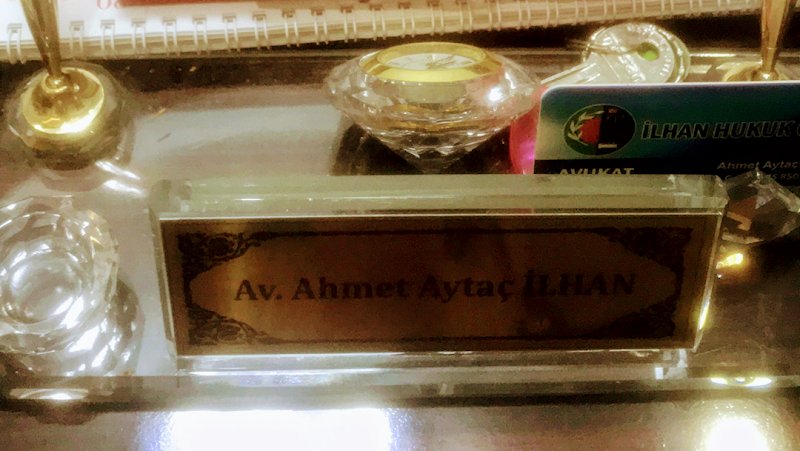 İLHAN HUKUK
AVUKAT
Ahmet Aytaç
Av. Ahmet Aytaç İLHAN